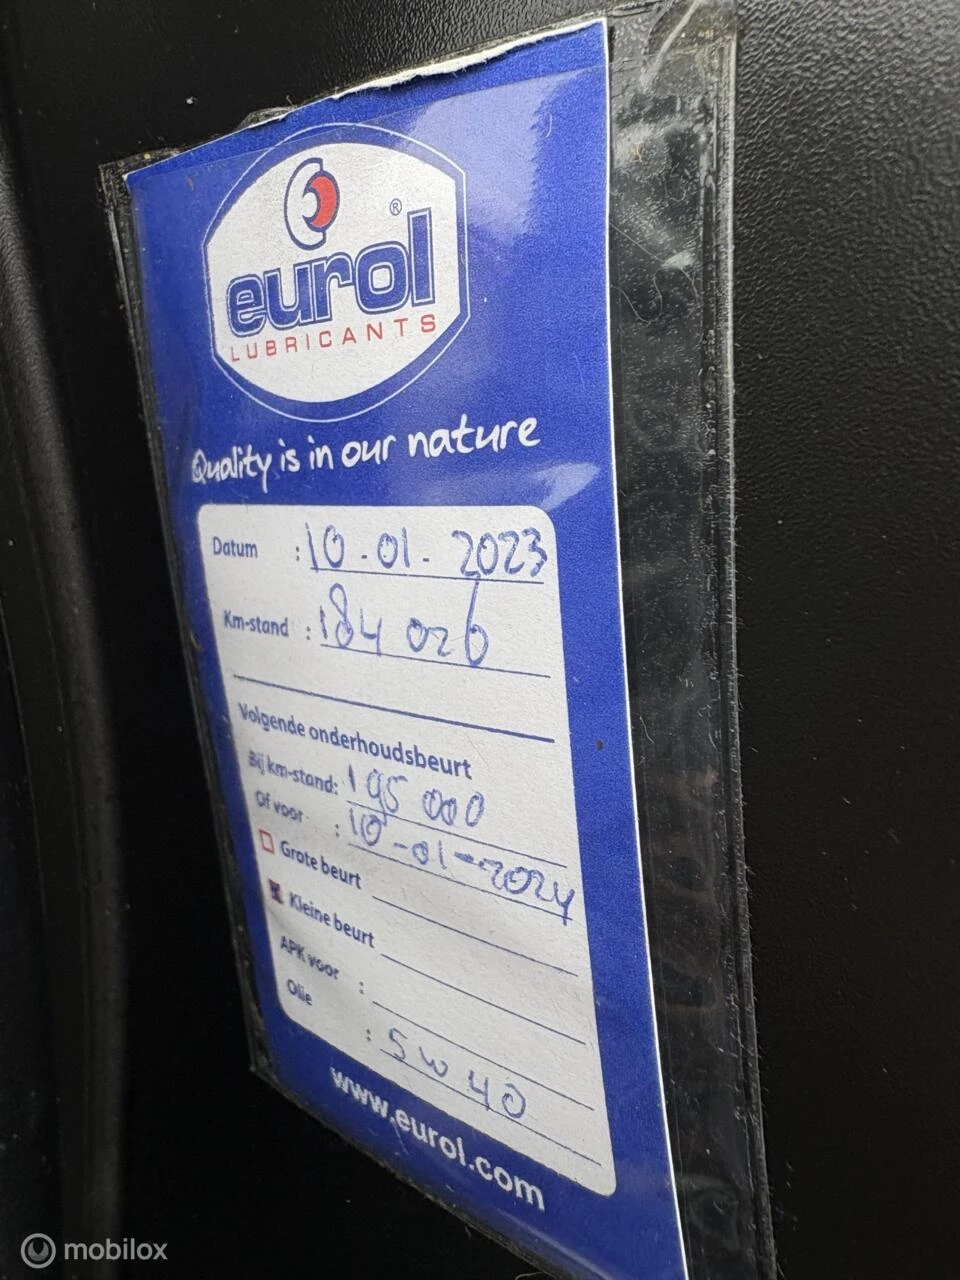 eurol ®
LUBRICANTS
Quality is in our nature
Datum : 10-01-2023
Km-stand : 184 026
Volgende onderhoudsbeurt
Bij km-stand: 195 000
Of voor : 10-01-2024
Grote beurt
Kleine beurt
APK voor :
Olie : 5W40
www.eurol.com
mobilox